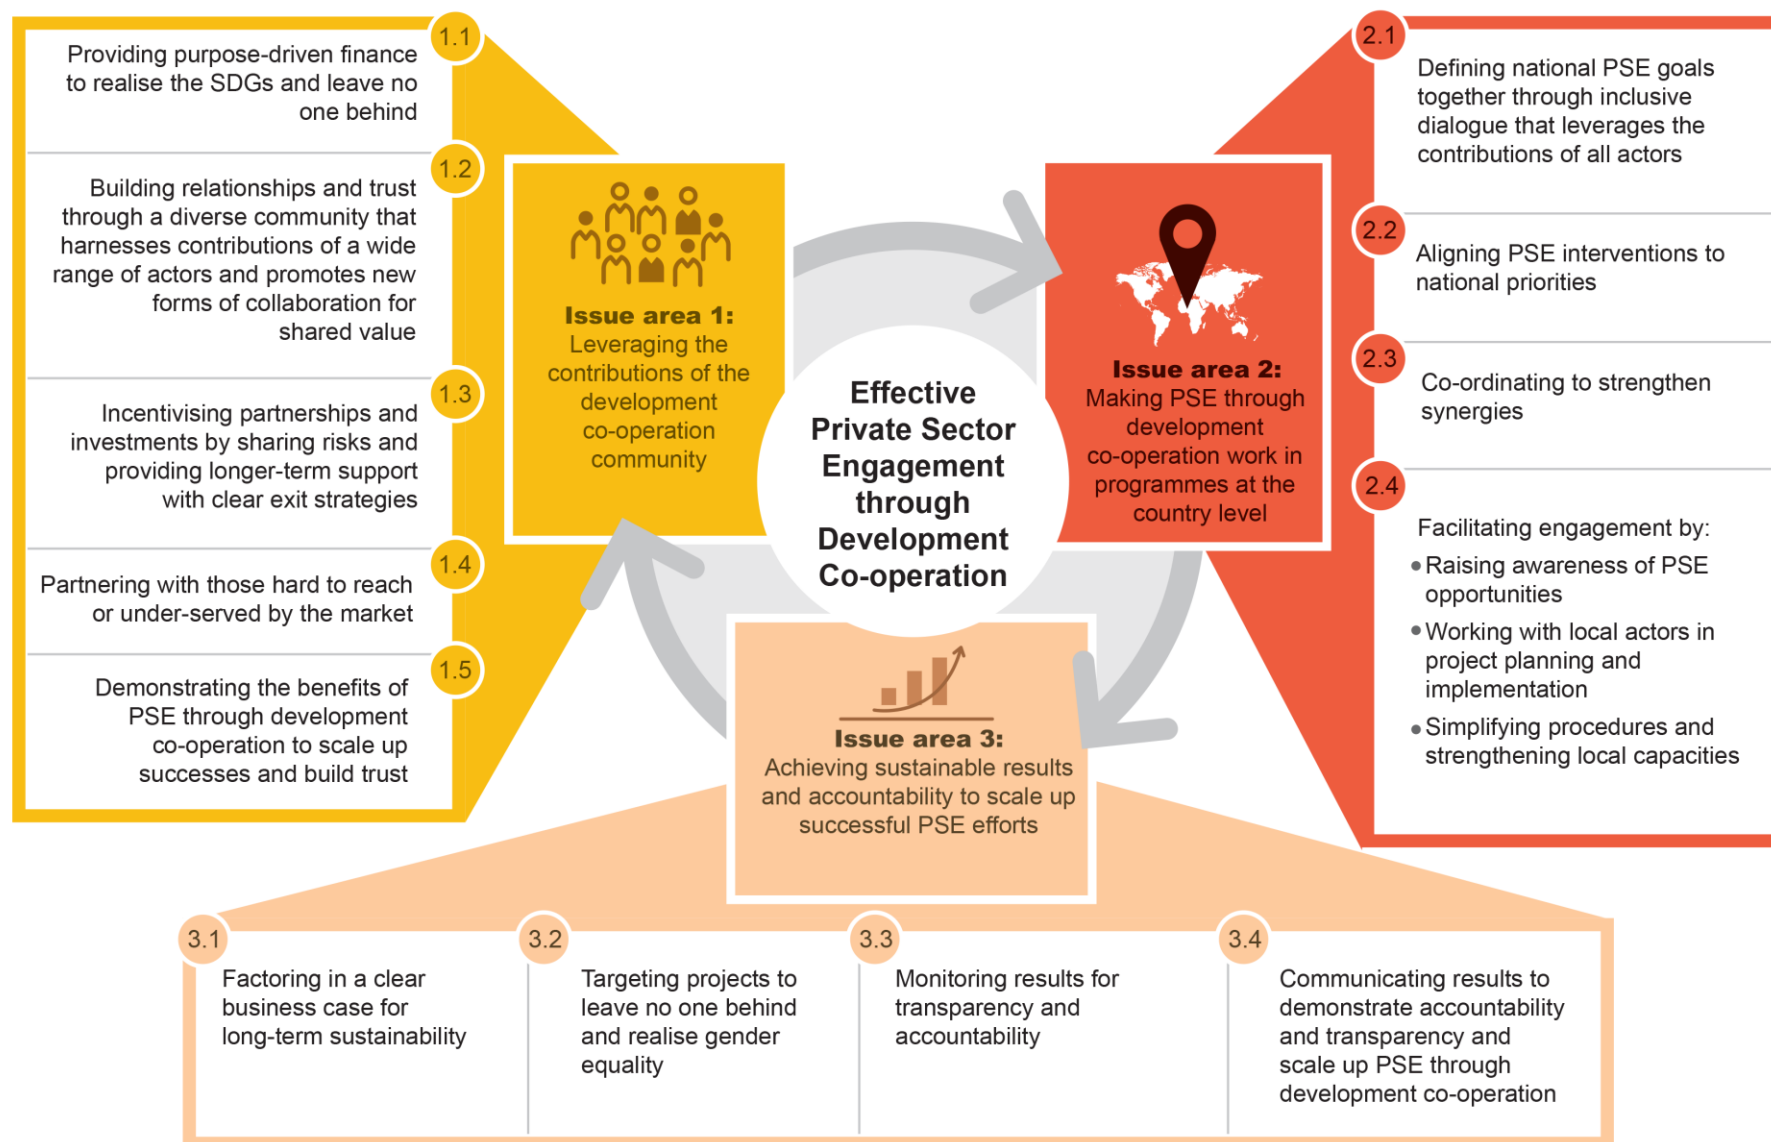 1.1
Providing purpose-driven finance
to realise the SDGs and leave no
one behind
1.2
Building relationships and trust
through a diverse community that
harnesses contributions of a wide
range of actors and promotes new
forms of collaboration for
shared value
1.3
Incentivising partnerships and
investments by sharing risks and
providing longer-term support
with clear exit strategies
1.4
Partnering with those hard to reach
or under-served by the market
1.5
Demonstrating the benefits of
PSE through development
co-operation to scale up
successes and build trust
Issue area 1:
Leveraging the
contributions of the
development
co-operation
community
Effective
Private Sector
Engagement
through
Development
Co-operation
Issue area 2:
Making PSE through
development
co-operation work in
programmes at the
country level
2.1
Defining national PSE goals
together through inclusive
dialogue that leverages the
contributions of all actors
2.2
Aligning PSE interventions to
national priorities
2.3
Co-ordinating to strengthen
synergies
2.4
Facilitating engagement by:
• Raising awareness of PSE
opportunities
• Working with local actors in
project planning and
implementation
• Simplifying procedures and
strengthening local capacities
Issue area 3:
Achieving sustainable results
and accountability to scale up
successful PSE efforts
3.1
Factoring in a clear
business case for
long-term sustainability
3.2
Targeting projects to
leave no one behind
and realise gender
equality
3.3
Monitoring results for
transparency and
accountability
3.4
Communicating results to
demonstrate accountability
and transparency and
scale up PSE through
development co-operation